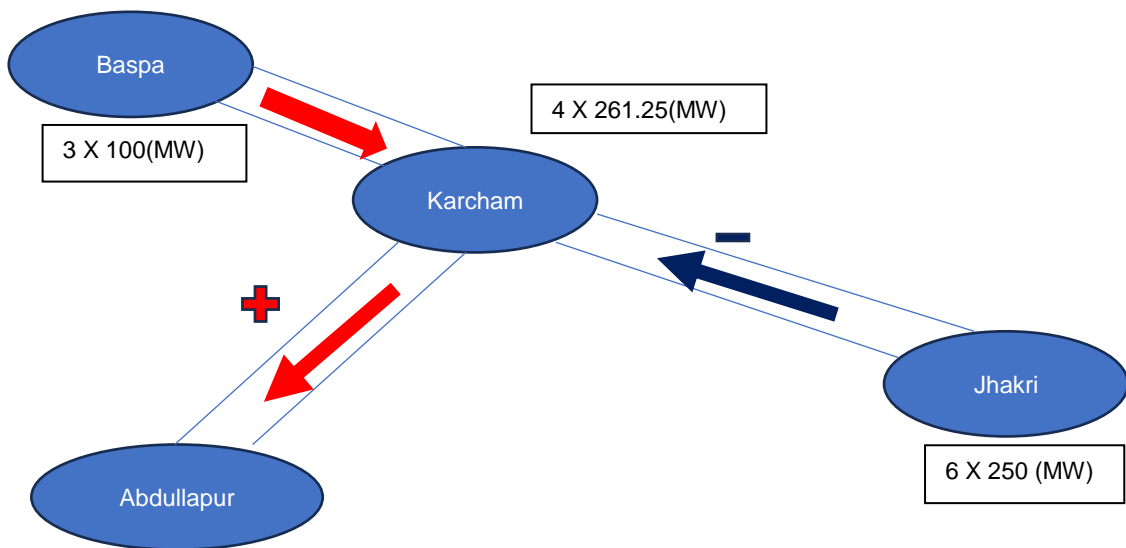 Baspa
3 X 100(MW)
4 X 261.25(MW)
Karcham
Jhakri
6 X 250 (MW)
Abdullapur